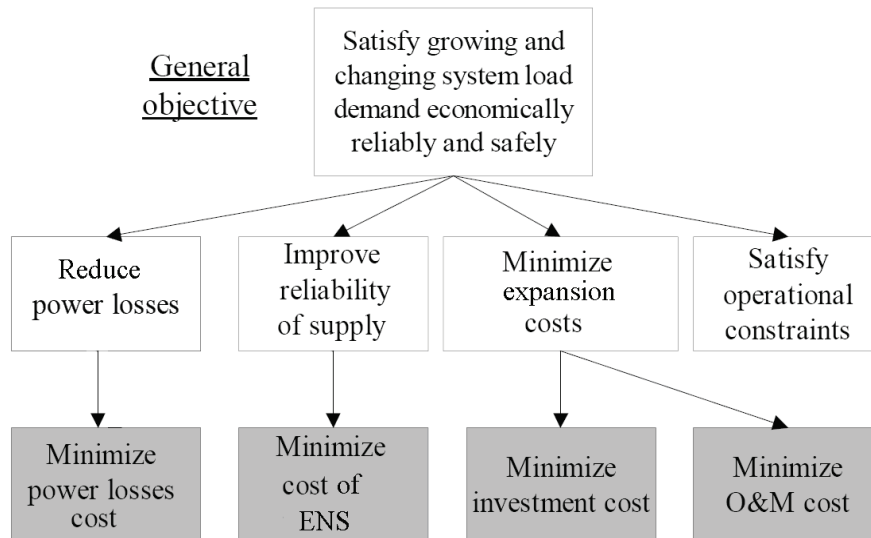 General
objective
Satisfy growing and
changing system load
demand economically
reliably and safely
Reduce
power losses
Improve
reliability
of supply
Minimize
expansion
costs
Satisfy
operational
constraints
Minimize
power losses
cost
Minimize
cost of
ENS
Minimize
investment cost
Minimize
O&M cost